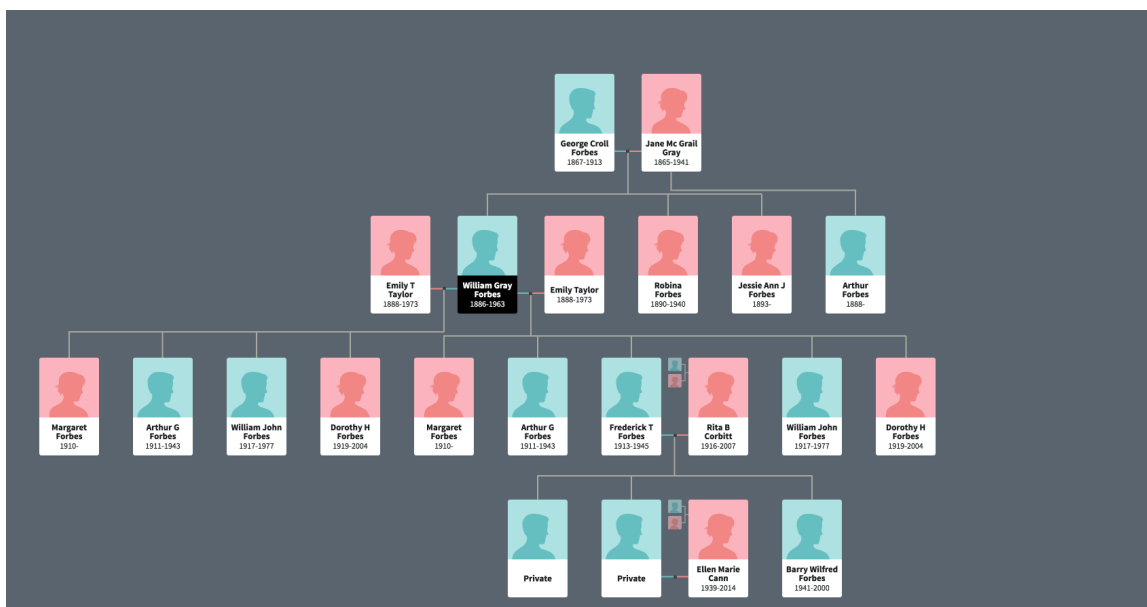 George Croll
Forbes
1867-1913
Jane Mc Grail
Gray
1865-1941
Emily T
Taylor
1888-1973
William Gray
Forbes
1886-1963
Emily Taylor
1888-1973
Robina
Forbes
1890-1940
Jessie Ann J
Forbes
1893-
Arthur
Forbes
1888-
Margaret
Forbes
1910-
Arthur G
Forbes
1911-1943
William John
Forbes
1917-1977
Dorothy H
Forbes
1919-2004
Margaret
Forbes
1910-
Arthur G
Forbes
1911-1943
Frederick T
Forbes
1913-1945
Rita B
Corbitt
1916-2007
William John
Forbes
1917-1977
Dorothy H
Forbes
1919-2004
Private
Private
Ellen Marie
Cann
1939-2014
Barry Wilfred
Forbes
1941-2000